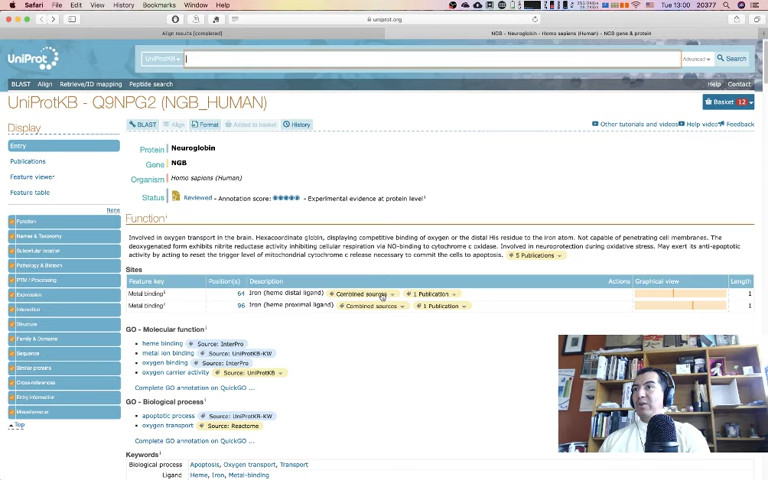 Safari File Edit View History Bookmarks Window Help
Tue 13:00 20377
uniprot.org
Align results [completed]
NGB - Neuroglobin - Homo sapiens (Human) - NGB gene & protein
UniProt
UniProtKB
Advanced
Search
BLAST Align Retrieve/ID mapping Peptide search
Help Contact
UniProtKB - Q9NPG2 (NGB_HUMAN)
Basket 12
Display
BLAST Align Format Added to basket History
Other tutorials and videos Help video Feedback
Entry
Publications
Feature viewer
Feature table
None
Protein Neuroglobin
Gene NGB
Organism Homo sapiens (Human)
Status Reviewed - Annotation score: - Experimental evidence at protein level
Function
Names & Taxonomy
Subcellular location
Pathology & Biotech
PTM / Processing
Expression
Interaction
Structure
Family & Domains
Sequence
Similar proteins
Cross-references
Entry information
Miscellaneous
Top
Function
Involved in oxygen transport in the brain. Hexacoordinate globin, displaying competitive binding of oxygen or the distal His residue to the iron atom. Not capable of penetrating cell membranes. The
deoxygenated form exhibits nitrite reductase activity inhibiting cellular respiration via NO-binding to cytochrome c oxidase. Involved in neuroprotection during oxidative stress. May exert its anti-apoptotic
activity by acting to reset the trigger level of mitochondrial cytochrome c release necessary to commit the cells to apoptosis. 5 Publications
Sites
Feature key Position(s) Description Actions Graphical view Length
Metal binding 64 Iron (heme distal ligand) Combined sources 1 Publication 1
Metal binding 96 Iron (heme proximal ligand) Combined sources 1 Publication 1
GO - Molecular function
heme binding Source: InterPro
metal ion binding Source: UniProtKB-KW
oxygen binding Source: InterPro
oxygen carrier activity Source: UniProtKB
Complete GO annotation on QuickGO ...
GO - Biological process
apoptotic process Source: UniProtKB-KW
oxygen transport Source: Reactome
Complete GO annotation on QuickGO ...
Keywords
Biological process Apoptosis, Oxygen transport, Transport
Ligand Heme, Iron, Metal-binding